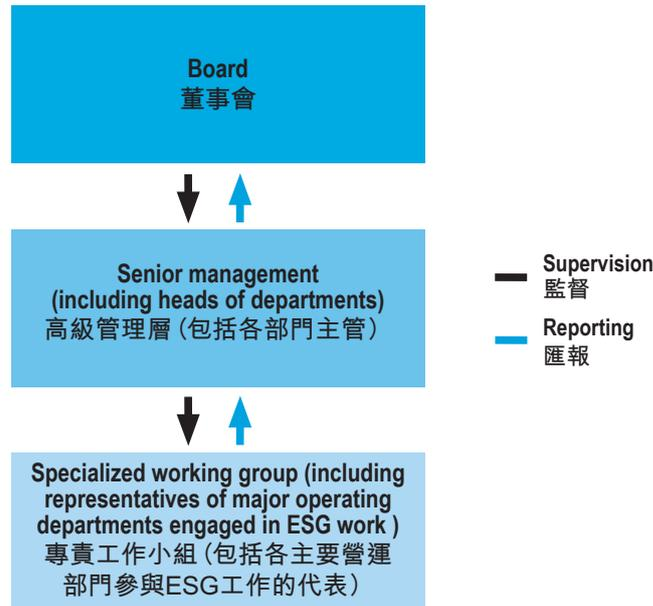 Board
董事會
Senior management
(including heads of departments)
高級管理層（包括各部門主管）
Specialized working group (including
representatives of major operating
departments engaged in ESG work )
專責工作小組（包括各主要營運
部門參與ESG工作的代表）
Supervision
監督
Reporting
匯報